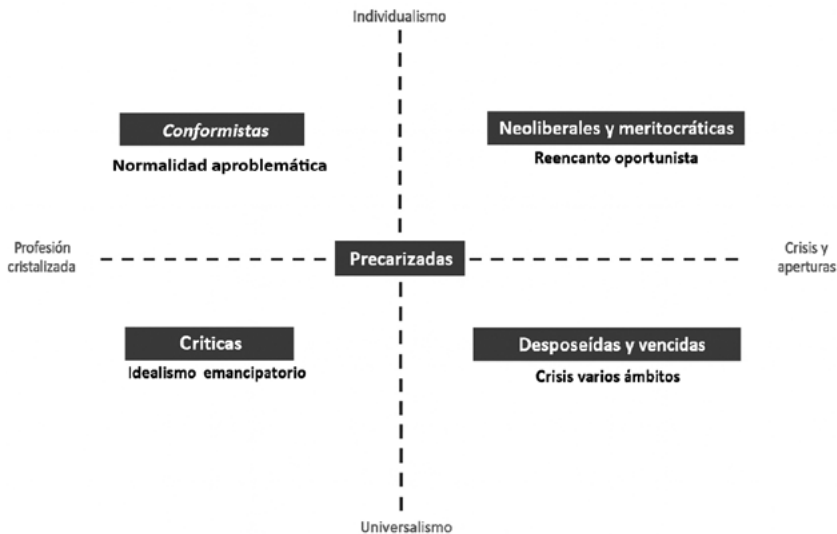 Individualismo
Conformistas
Normalidad aproblemática
Neoliberales y meritocráticas
Reencanto oportunista
Profesión
cristalizada
Precarizadas
Crisis y
aperturas
Criticas
Idealismo emancipatorio
Desposeídas y vencidas
Crisis varios ámbitos
Universalismo